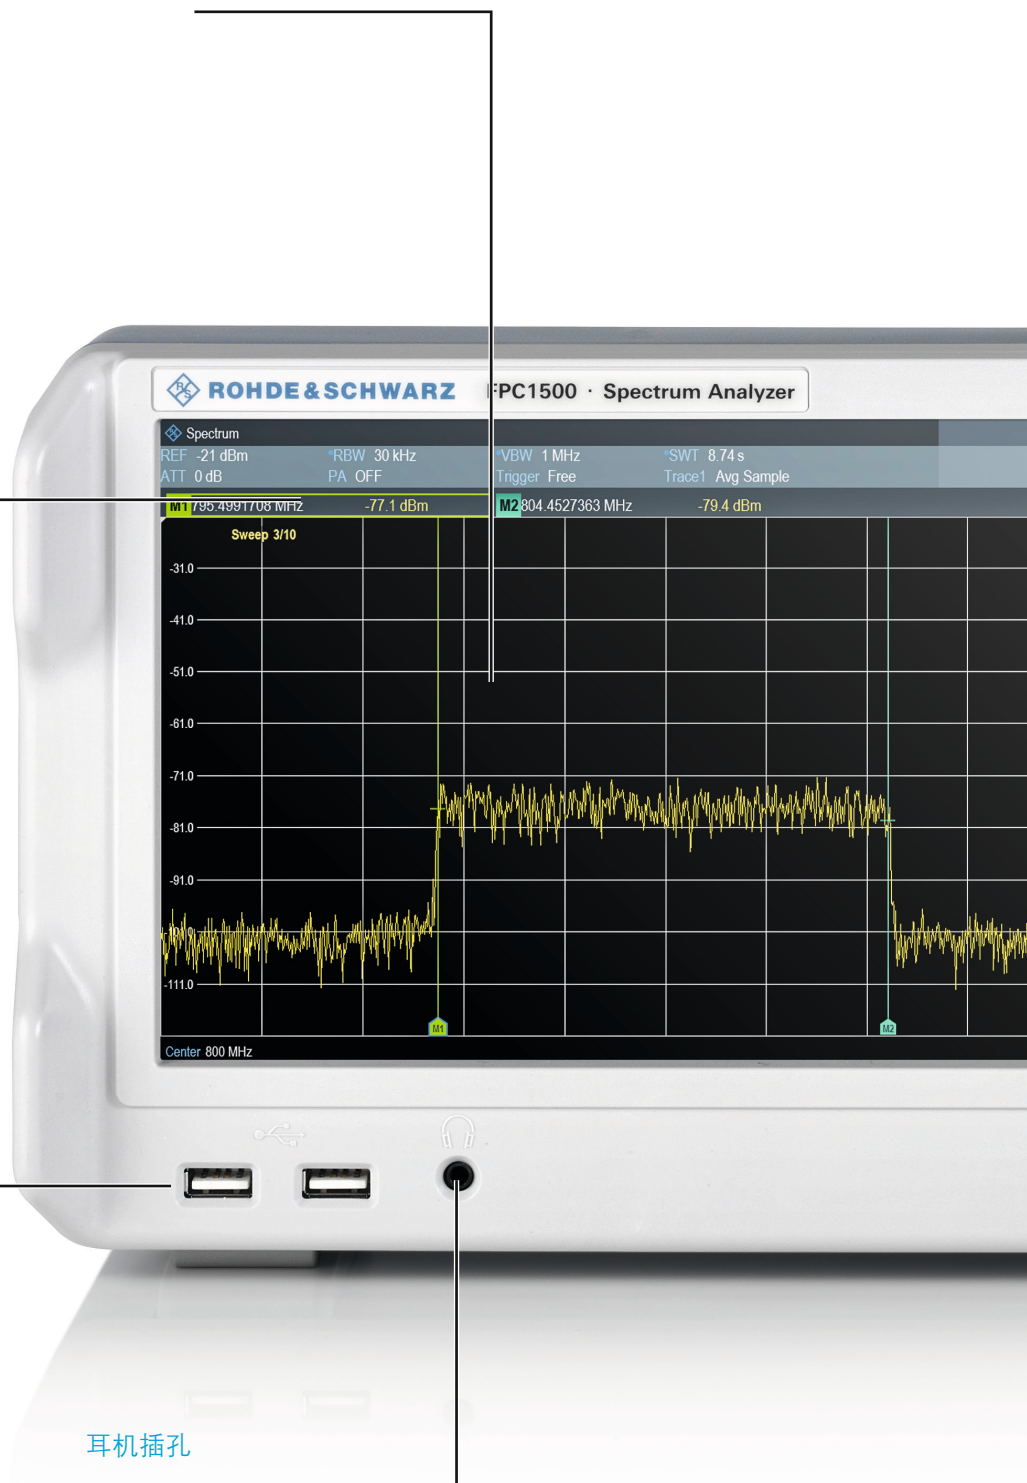 ROHDE&SCHWARZ FPC1500 · Spectrum Analyzer
Spectrum
REF -21 dBm *RBW 30 kHz *VBW 1 MHz *SWT 8.74 s
ATT 0 dB PA OFF Trigger Free Trace1 Avg Sample
M1 795.4991708 MHz -77.1 dBm M2 804.4527363 MHz -79.4 dBm
Sweep 3/10
-31.0
-41.0
-51.0
-61.0
-71.0
-81.0
-91.0
-111.0
M1 M2
Center 800 MHz
耳机插孔